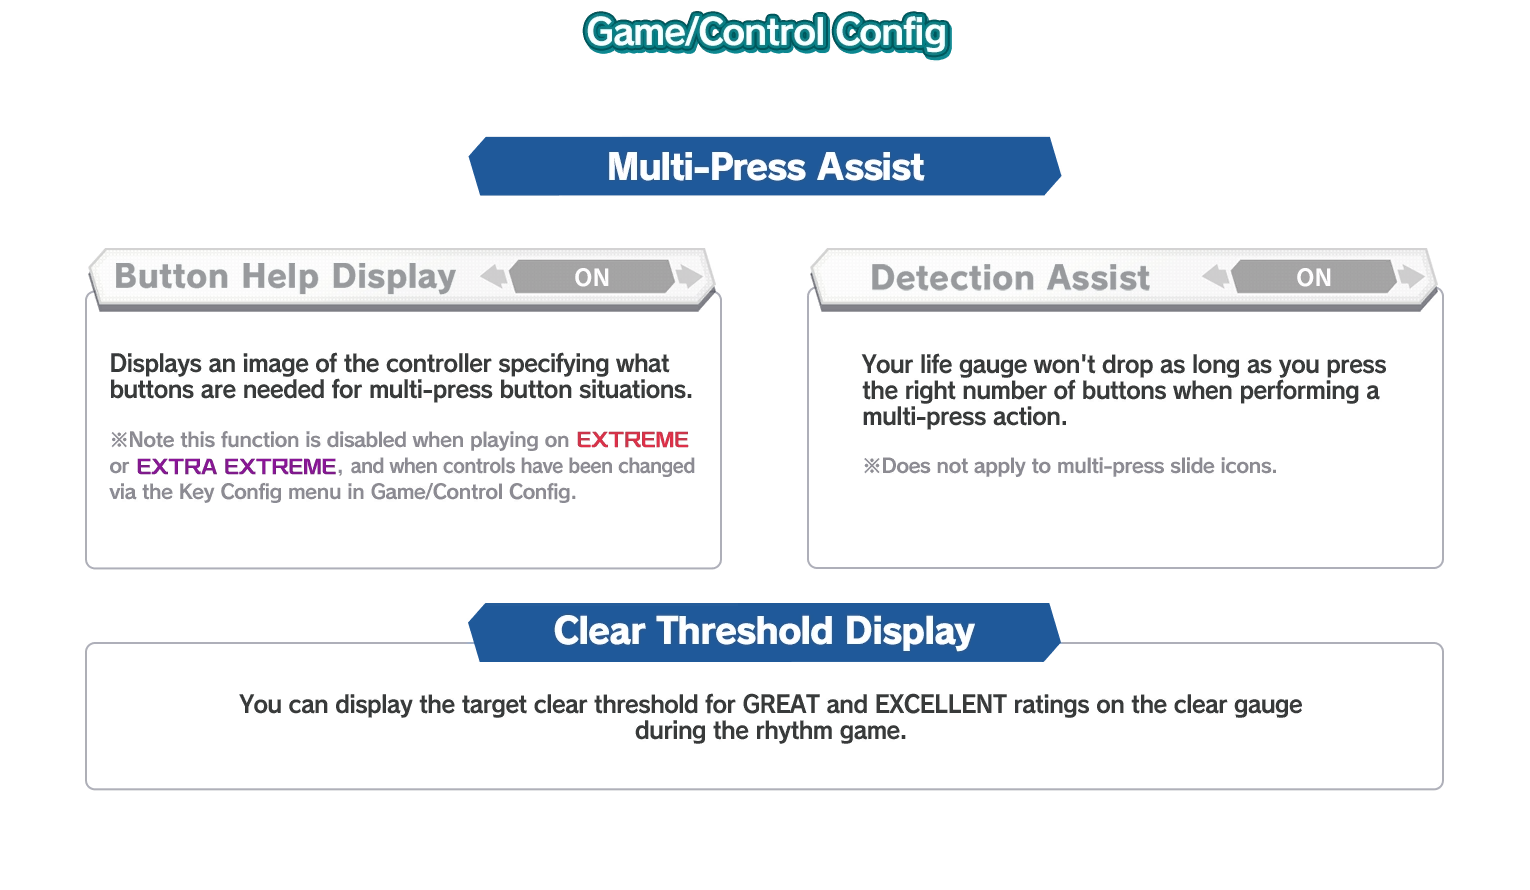 Game/Control Config
Multi-Press Assist
Button Help Display
ON
Displays an image of the controller specifying what
buttons are needed for multi-press button situations.
※Note this function is disabled when playing on EXTREME
or EXTRA EXTREME, and when controls have been changed
via the Key Config menu in Game/Control Config.
Detection Assist
ON
Your life gauge won't drop as long as you press
the right number of buttons when performing a
multi-press action.
※Does not apply to multi-press slide icons.
Clear Threshold Display
You can display the target clear threshold for GREAT and EXCELLENT ratings on the clear gauge
during the rhythm game.